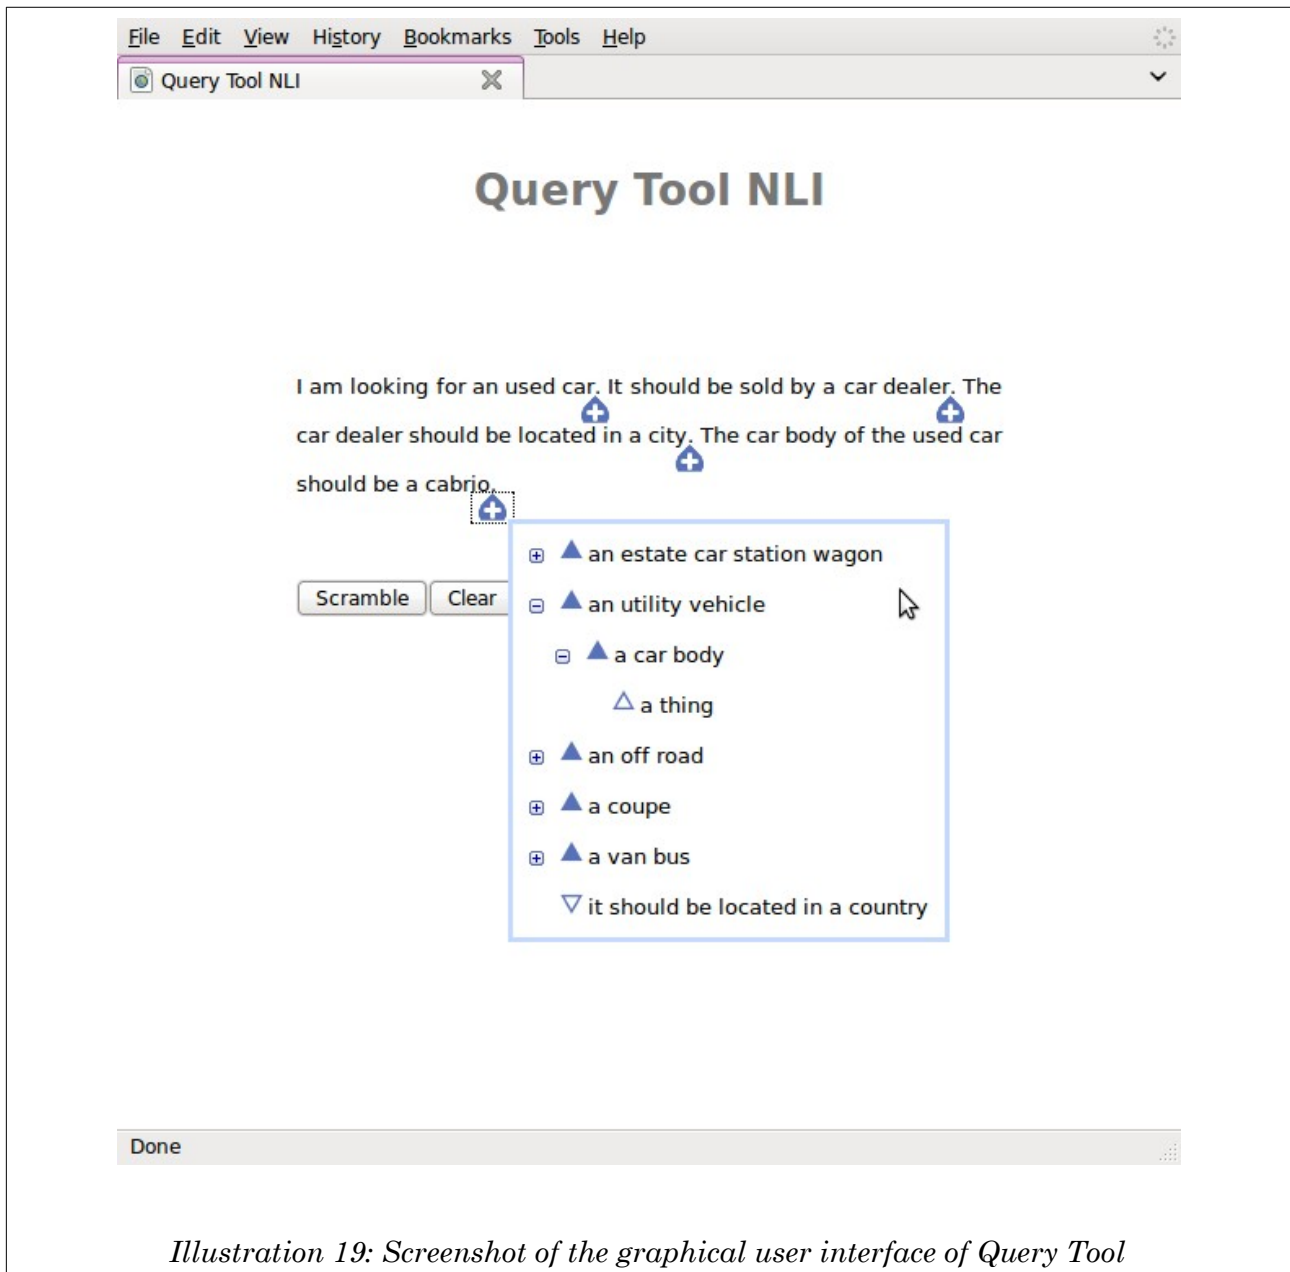 File Edit View History Bookmarks Tools Help
Query Tool NLI
Query Tool NLI
I am looking for an used car. It should be sold by a car dealer. The
car dealer should be located in a city. The car body of the used car
should be a cabrio.
an estate car station wagon
Scramble Clear
an utility vehicle
a car body
a thing
an off road
a coupe
a van bus
it should be located in a country
Done
Illustration 19: Screenshot of the graphical user interface of Query Tool